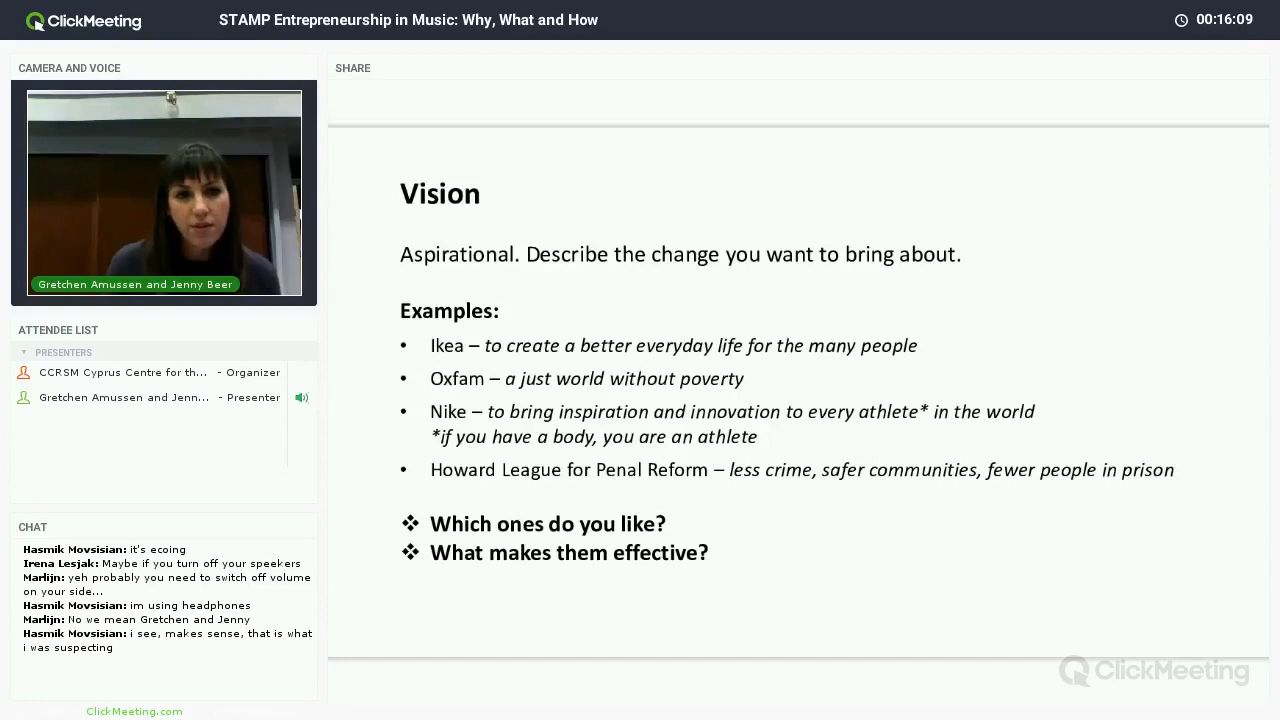 ClickMeeting
STAMP Entrepreneurship in Music: Why, What and How
00:16:09
CAMERA AND VOICE
Gretchen Amussen and Jenny Beer
ATTENDEE LIST
PRESENTERS
CCRSM Cyprus Centre for th... - Organizer
Gretchen Amussen and Jenn... - Presenter
CHAT
Hasmik Movsisian: it's ecoing
Irena Lesjak: Maybe if you turn off your speekers
Marlijn: yeh probably you need to switch off volume
on your side...
Hasmik Movsisian: im using headphones
Marlijn: No we mean Gretchen and Jenny
Hasmik Movsisian: i see, makes sense, that is what
i was suspecting
ClickMeeting.com
SHARE
Vision
Aspirational. Describe the change you want to bring about.
Examples:
• Ikea – to create a better everyday life for the many people
• Oxfam – a just world without poverty
• Nike – to bring inspiration and innovation to every athlete* in the world
*if you have a body, you are an athlete
• Howard League for Penal Reform – less crime, safer communities, fewer people in prison
❖ Which ones do you like?
❖ What makes them effective?
ClickMeeting